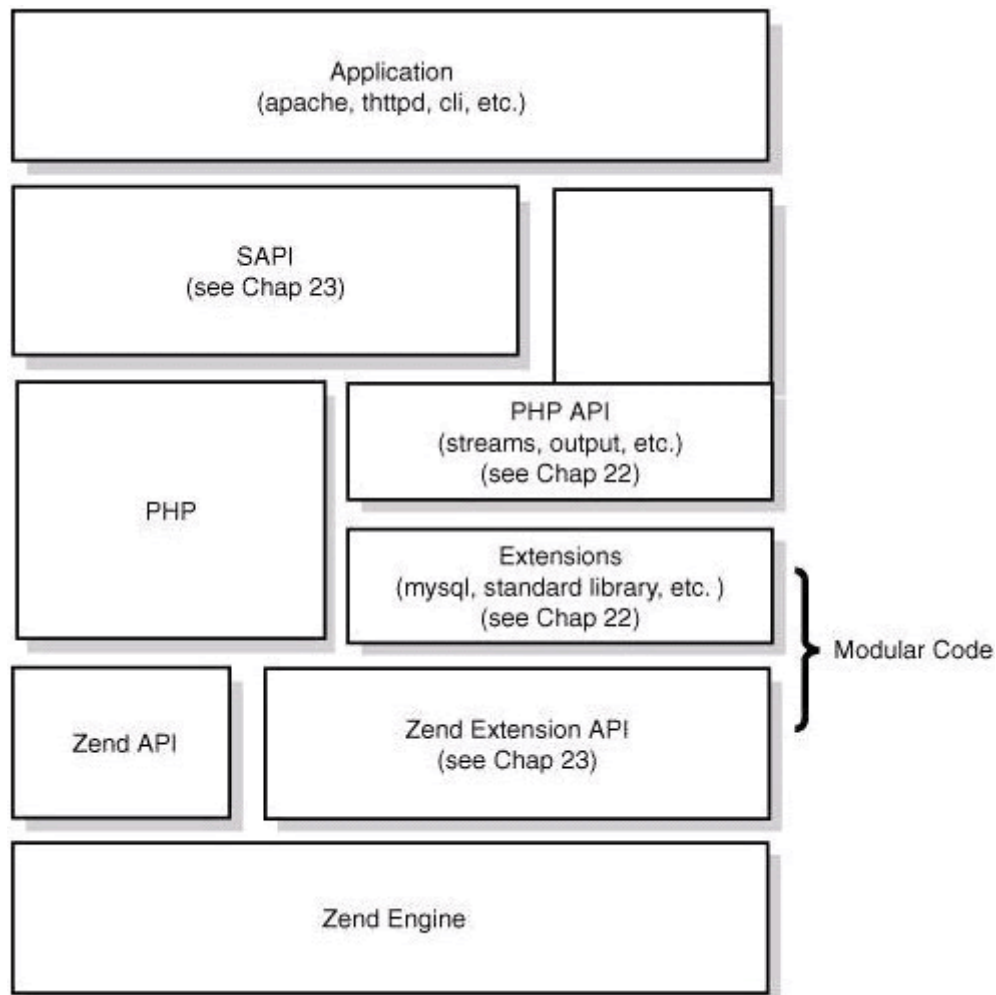 Application
(apache, thttpd, cli, etc.)
SAPI
(see Chap 23)
PHP API
(streams, output, etc.)
(see Chap 22)
PHP
Extensions
(mysql, standard library, etc. )
(see Chap 22)
Modular Code
Zend API
Zend Extension API
(see Chap 23)
Zend Engine